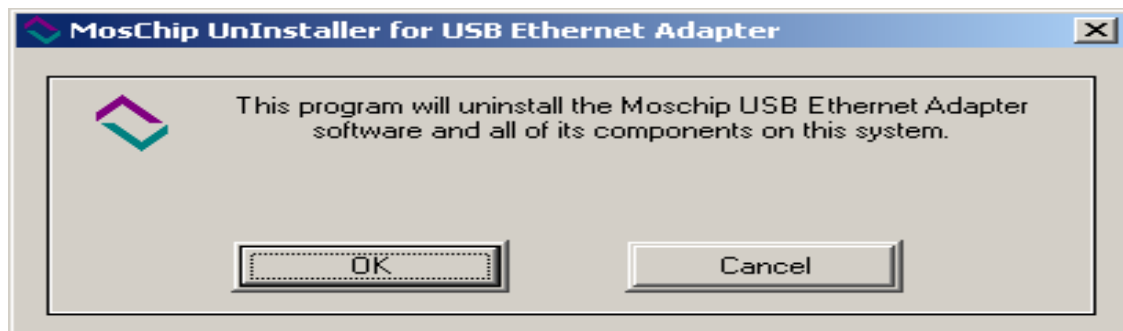 MosChip UnInstaller for USB Ethernet Adapter
This program will uninstall the Moschip USB Ethernet Adapter
software and all of its components on this system.
OK
Cancel